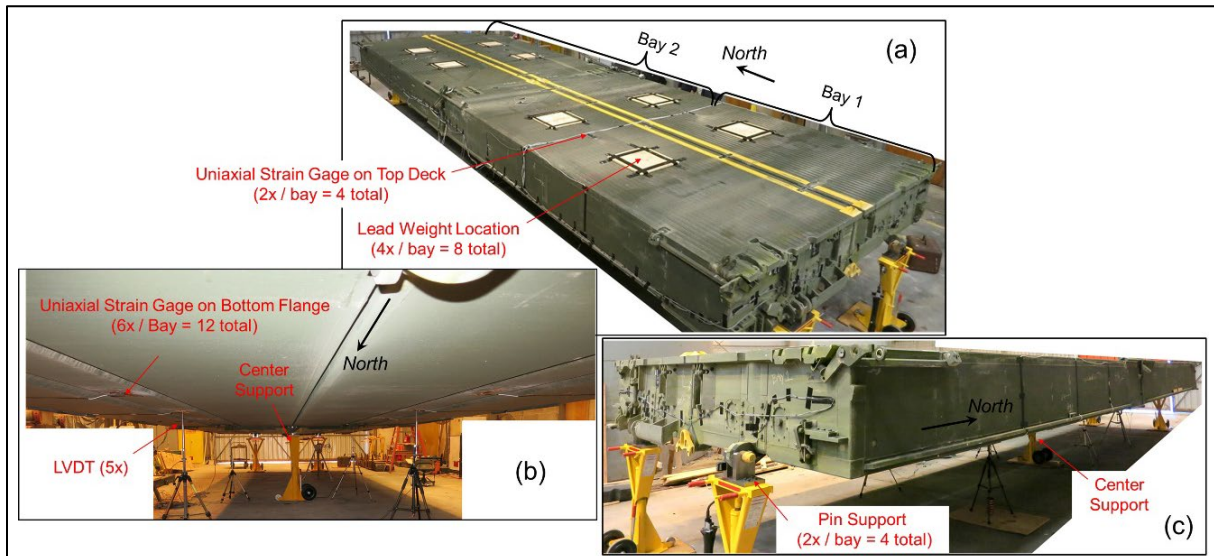 Bay 2
North
(a)
Bay 1
Uniaxial Strain Gage on Top Deck
(2x / bay = 4 total)
Lead Weight Location
(4x / bay = 8 total)
Uniaxial Strain Gage on Bottom Flange
(6x / Bay = 12 total)
North
Center
Support
LVDT (5x)
(b)
North
Center
Support
Pin Support
(2x / bay = 4 total)
(c)